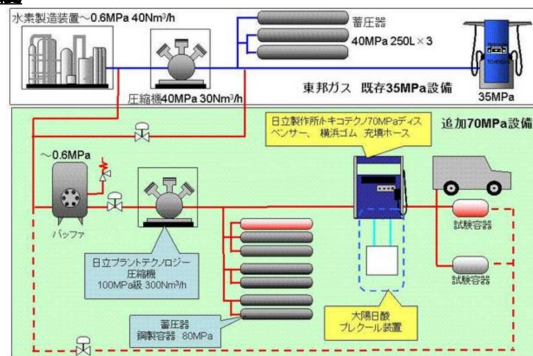 水素製造装置~0.6MPa 40Nm³/h
蓄圧器
40MPa 250L×3
圧縮機40MPa 30Nm³/h
東邦ガス 既存35MPa設備
35MPa
日立製作所トキコテクノ70MPaディス
ペンサー、 横浜ゴム 充填ホース
追加70MPa設備
~0.6MPa
バッファ
日立プラントテクノロジー
圧縮機
100MPa級 300Nm³/h
試験容器
試験容器
蓄圧器
鋼製容器 80MPa
大陽日酸
プレクール装置